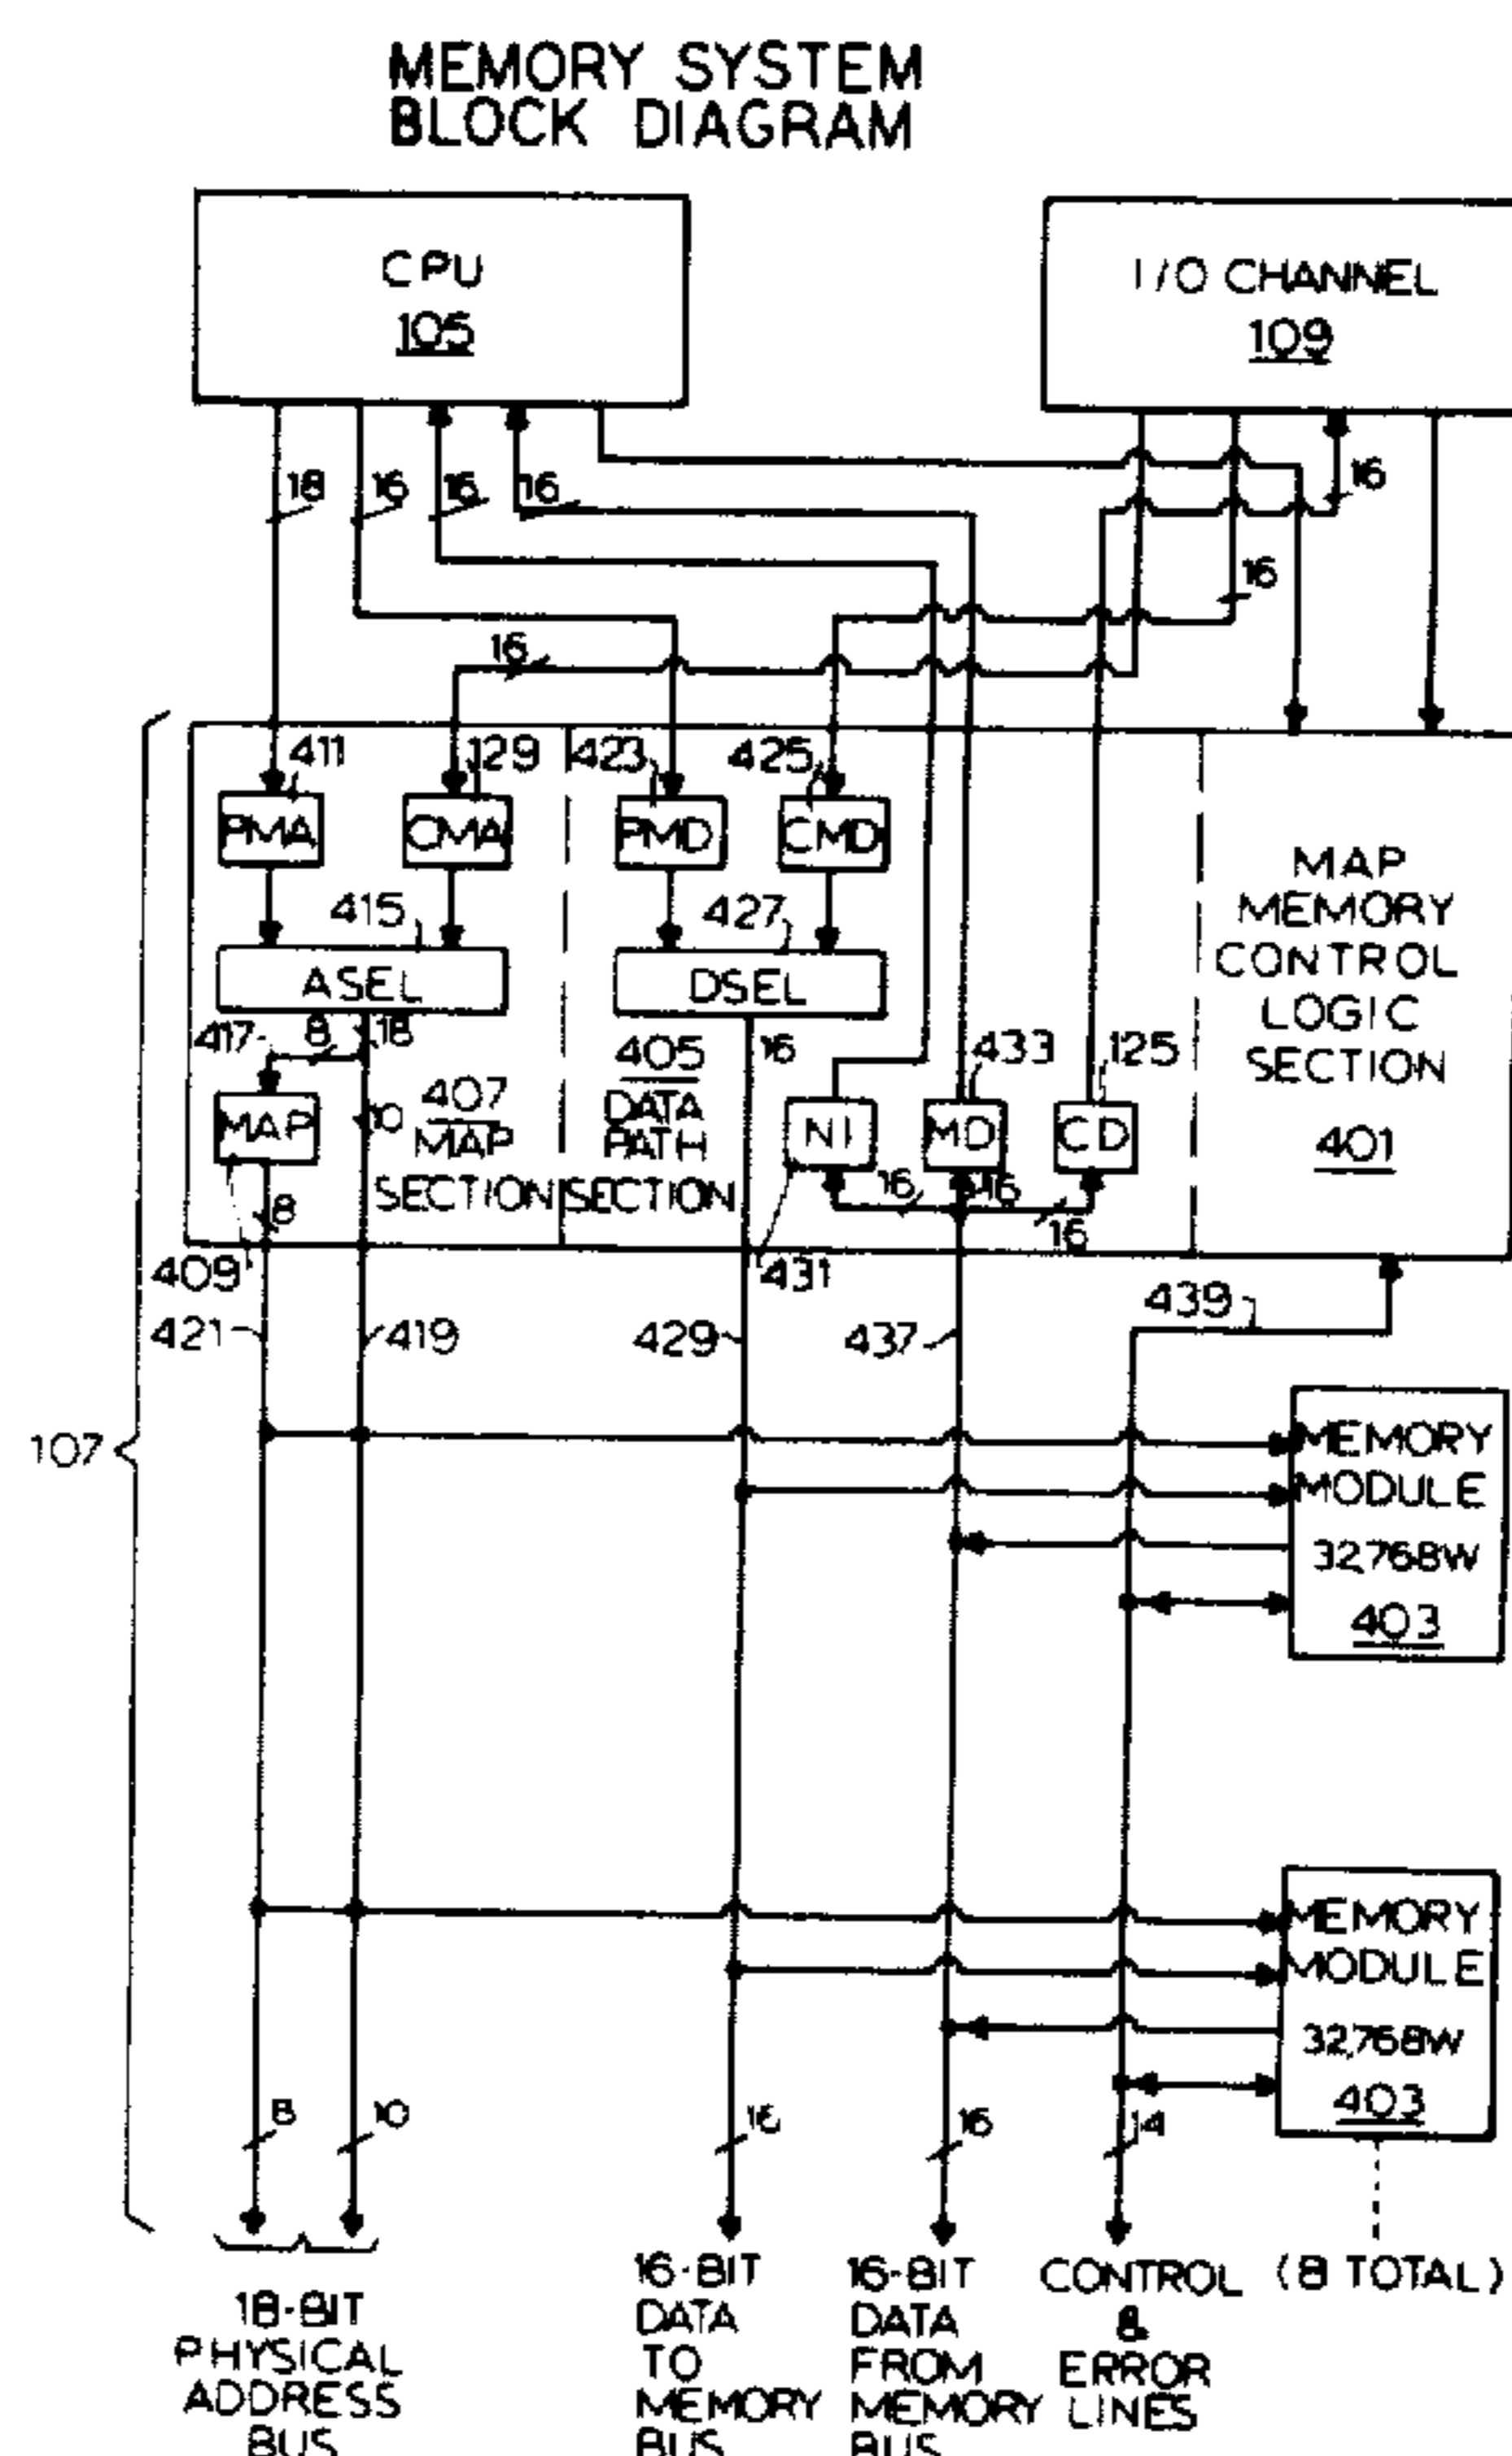 MEMORY SYSTEM
BLOCK DIAGRAM
CPU
105
I/O CHANNEL
109
18
16
16
16
16
16
16
411
129
423
425
PMA
CMA
PMD
CMD
415
427
ASEL
DSEL
417
8
18
16
MAP
MEMORY
CONTROL
LOGIC
SECTION
401
405
DATA
PATH
SECTION
407
MAP
SECTION
433
125
MAP
10
NI
MD
CD
8
16
16
16
409
431
421
419
429
437
439
107
MEMORY
MODULE
32,768W
403
MEMORY
MODULE
32,768W
403
8
10
16
16
14
18-BIT
PHYSICAL
ADDRESS
BUS
16-BIT
DATA
TO
MEMORY
BUS
16-BIT
DATA
FROM
MEMORY
BUS
CONTROL
&
ERROR
LINES
(8 TOTAL)